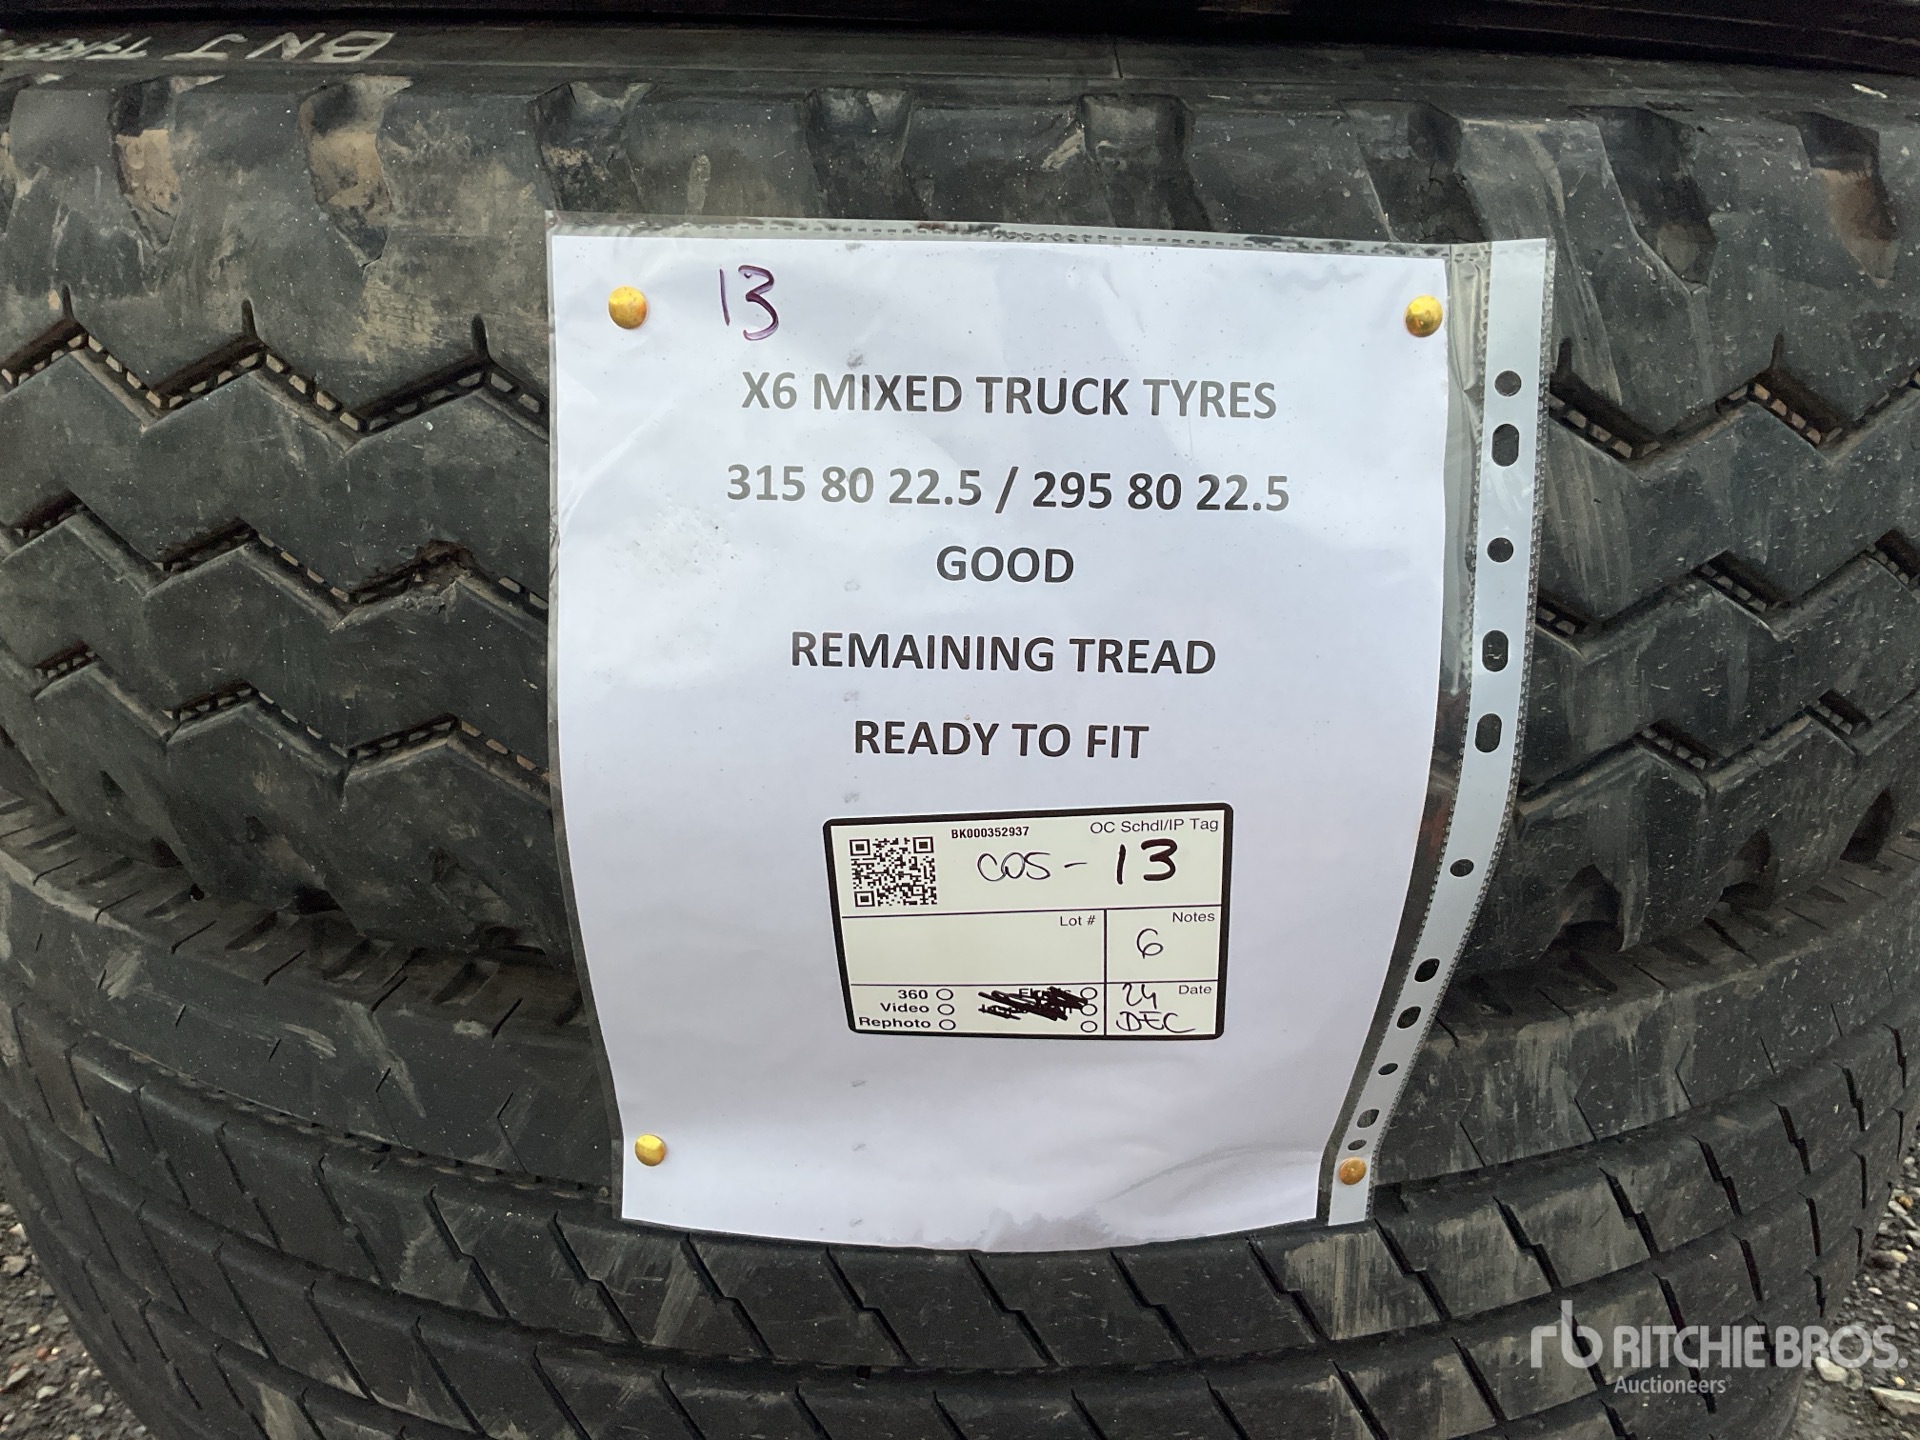 BNJ
13
X6 MIXED TRUCK TYRES
315 80 22.5 / 295 80 22.5
GOOD
REMAINING TREAD
READY TO FIT
BK000352937
OC Schdl/IP Tag
COS - 13
Lot #
Notes
6
360
Video
Rephoto
Date
24
DEC
rb RITCHIE BROS.
Auctioneers